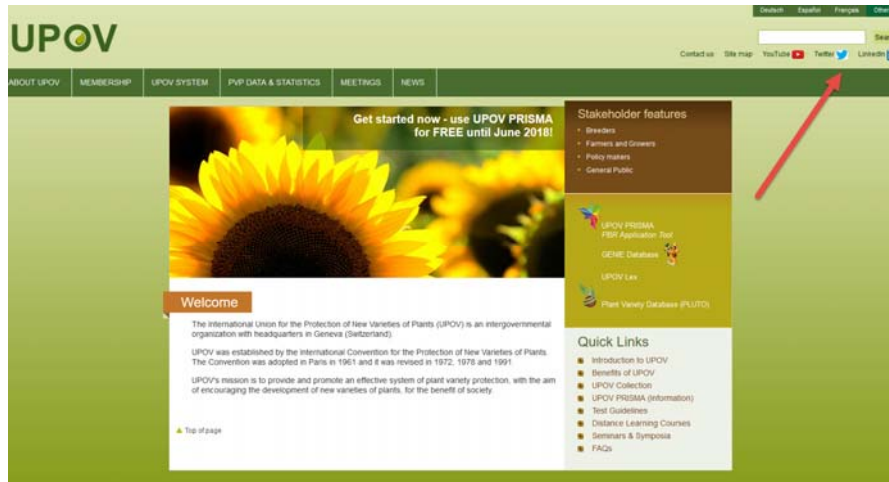 Deutsch Español Français Other
UPOV
Sear
Contact us Site map YouTube Twitter LinkedIn
ABOUT UPOV MEMBERSHIP UPOV SYSTEM PVP DATA & STATISTICS MEETINGS NEWS
Get started now - use UPOV PRISMA
for FREE until June 2018!
Stakeholder features
Breeders
Farmers and Growers
Policy makers
General Public
UPOV PRISMA
PBR Application Tool
GENIE Database
UPOV Lex
Plant Variety Database (PLUTO)
Welcome
The International Union for the Protection of New Varieties of Plants (UPOV) is an intergovernmental
organization with headquarters in Geneva (Switzerland).
UPOV was established by the International Convention for the Protection of New Varieties of Plants.
The Convention was adopted in Paris in 1961 and it was revised in 1972, 1978 and 1991.
UPOV's mission is to provide and promote an effective system of plant variety protection, with the aim
of encouraging the development of new varieties of plants, for the benefit of society.
Top of page
Quick Links
Introduction to UPOV
Benefits of UPOV
UPOV Collection
UPOV PRISMA (Information)
Test Guidelines
Distance Learning Courses
Seminars & Symposia
FAQs